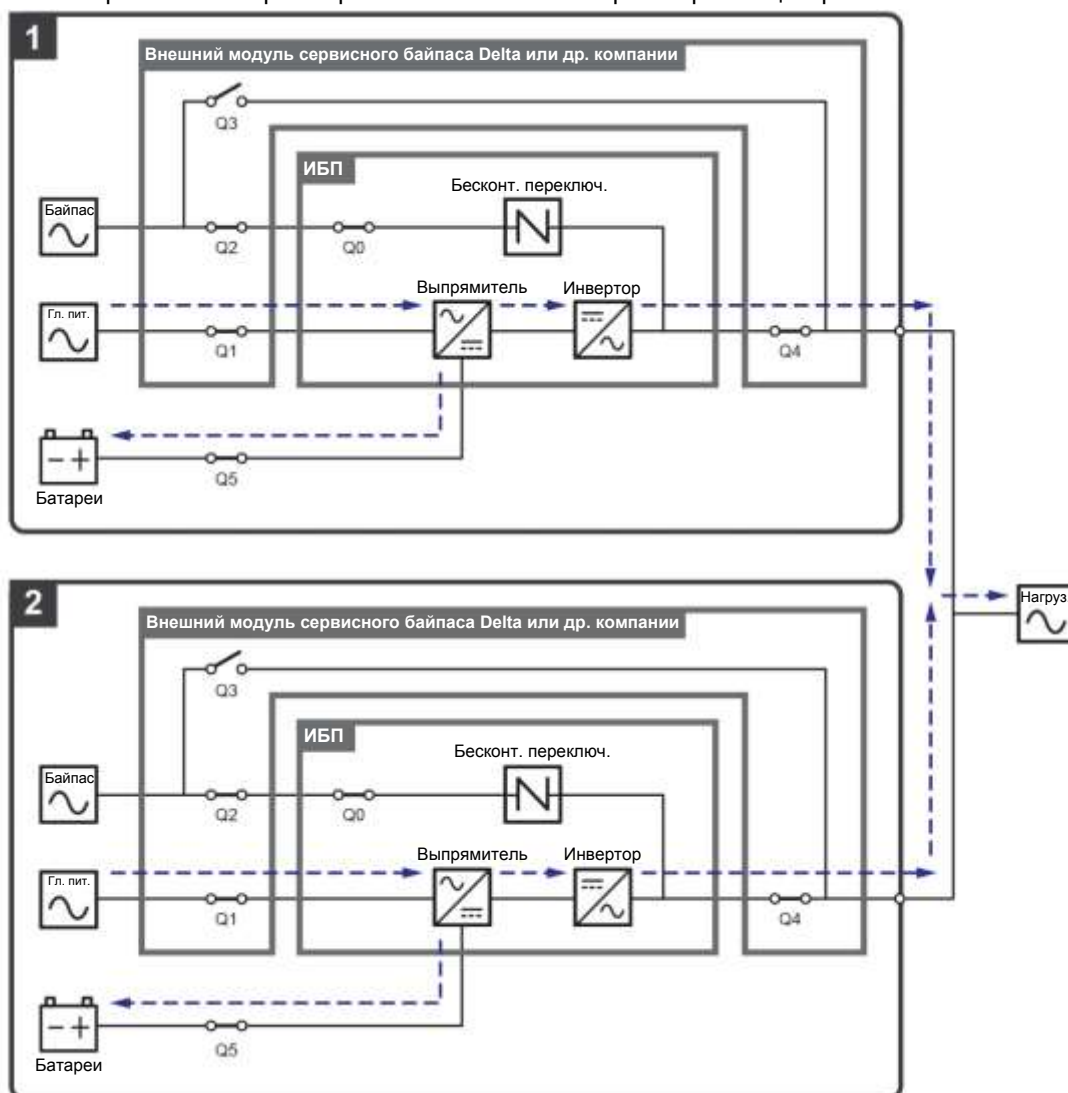 1
Внешний модуль сервисного байпаса Delta или др. компании
Q3
ИБП
Бесконт. переключ.
Байпас
Q2
Q0
Выпрямитель
Инвертор
Гл. пит.
Q1
Q4
Q5
Батареи
2
Внешний модуль сервисного байпаса Delta или др. компании
Нагруз
Q3
ИБП
Бесконт. переключ.
Байпас
Q2
Q0
Выпрямитель
Инвертор
Гл. пит.
Q1
Q4
Q5
Батареи